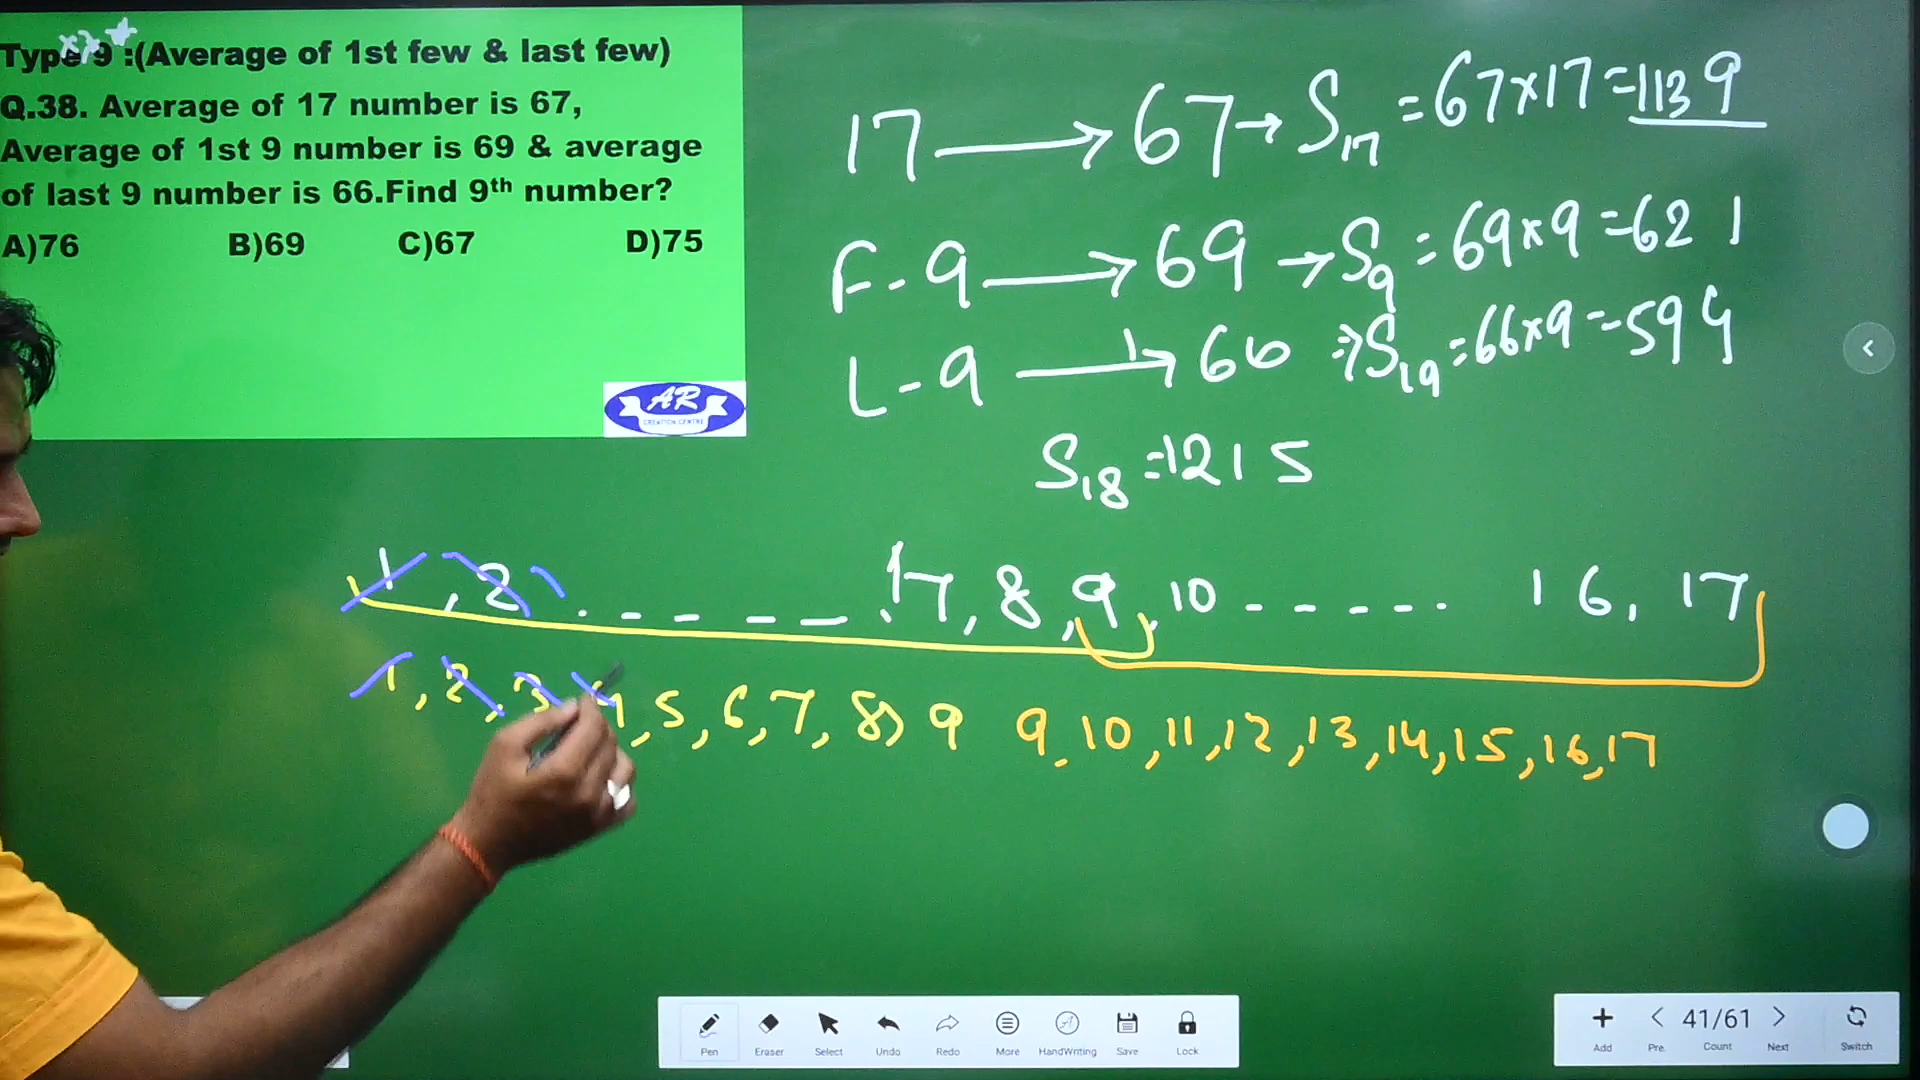 Type 9 :(Average of 1st few & last few)
Q.38. Average of 17 number is 67,
Average of 1st 9 number is 69 & average
of last 9 number is 66.Find 9th number?
A)76 B)69 C)67 D)75
AR
CREATION CENTRE
17 → 67 → S17 = 67×17 = 1139
F-9 → 69 → S9 = 69×9 = 621
L-9 → 66 ⇒ S19 = 66×9 = 594
S18 = 1215
1, 2, . - - - - . 17, 8, 9, 10 - - - - - 16, 17
1, 2, 3, 4, 5, 6, 7, 8, 9 9, 10, 11, 12, 13, 14, 15, 16, 17
Pen Eraser Select Undo Redo More HandWriting Save Lock
41/61
Add Pre. Count Next Switch